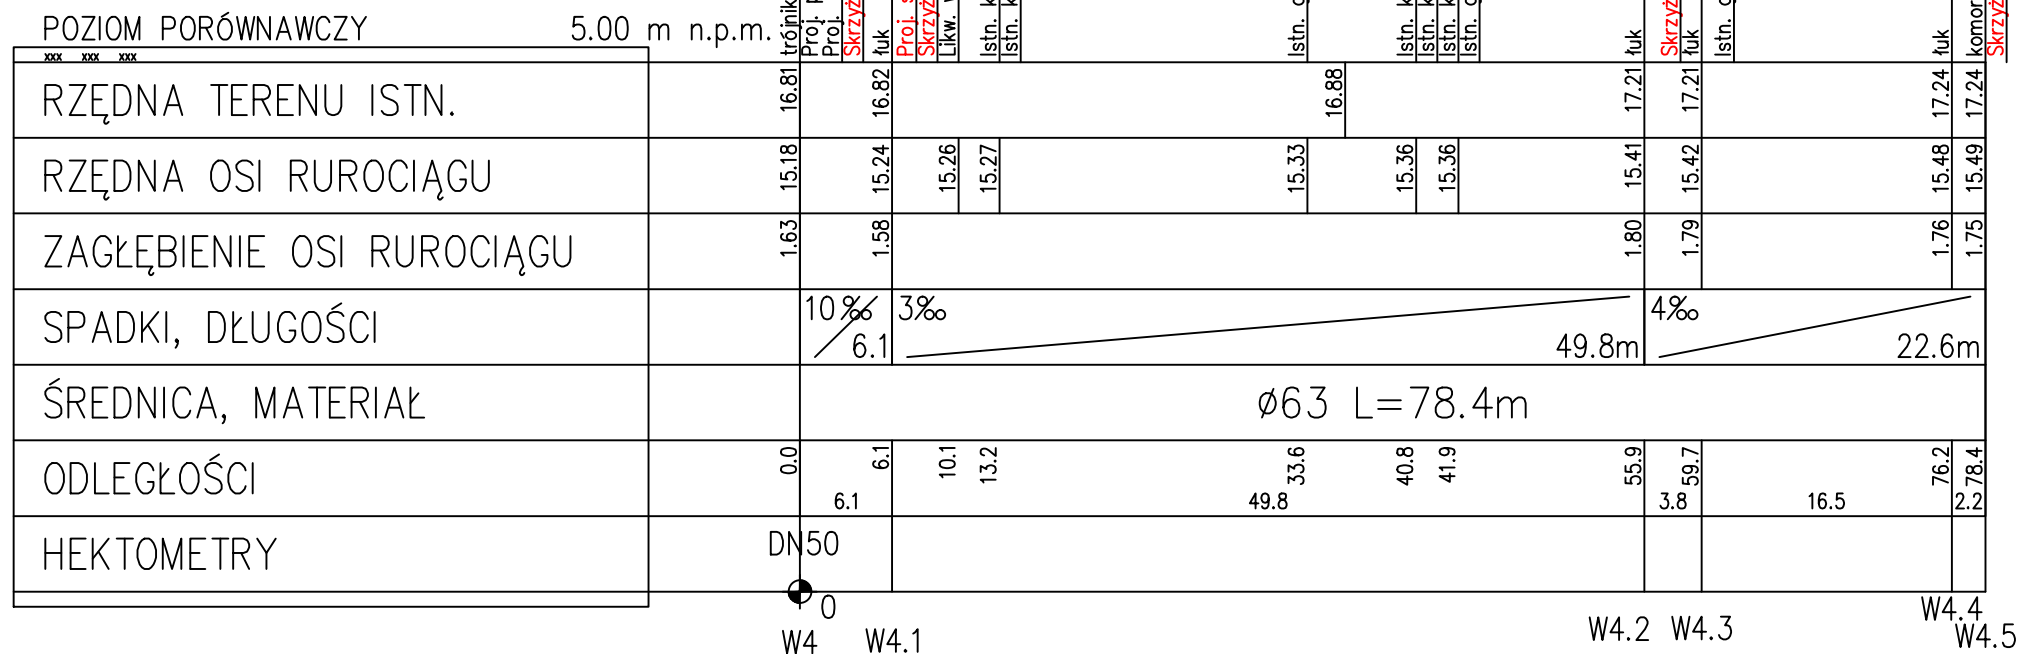 POZIOM PORÓWNAWCZY 5.00 m n.p.m.
trójnik
Proj.
Proj.
łuk
Proj.
Likw.
Istn.
Istn.
Istn.
Istn.
Istn.
Istn.
Istn.
łuk
łuk
Istn.
łuk
xxx xxx xxx
RZĘDNA TERENU ISTN. 16.81 16.82 16.88 17.21 17.21 17.24 17.24
RZĘDNA OSI RUROCIĄGU 15.18 15.24 15.26 15.27 15.33 15.36 15.36 15.41 15.42 15.48 15.49
ZAGŁĘBIENIE OSI RUROCIĄGU 1.63 1.58 1.80 1.79 1.76 1.75
SPADKI, DŁUGOŚCI 10‰ 6.1 3‰ 49.8m 4‰ 22.6m
ŚREDNICA, MATERIAŁ ø63 L=78.4m
ODLEGŁOŚCI 0.0 6.1 10.1 13.2 33.6 40.8 41.9 55.9 59.7 76.2 78.4
6.1 49.8 3.8 16.5 2.2
HEKTOMETRY DN50
0
W4 W4.1 W4.2 W4.3 W4.4 W4.5